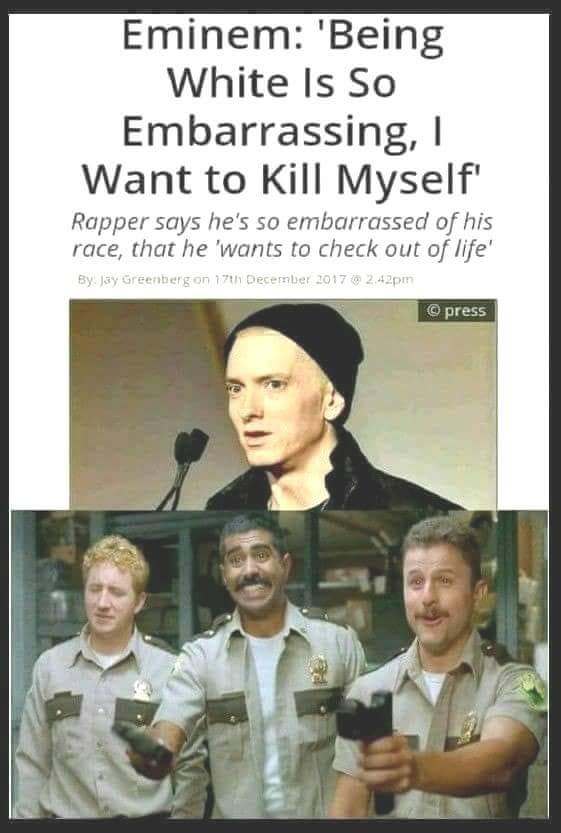 Eminem: 'Being
White Is So
Embarrassing, I
Want to Kill Myself'
Rapper says he's so embarrassed of his
race, that he 'wants to check out of life'
By: Jay Greenberg on 17th December 2017 @ 2.42pm
© press